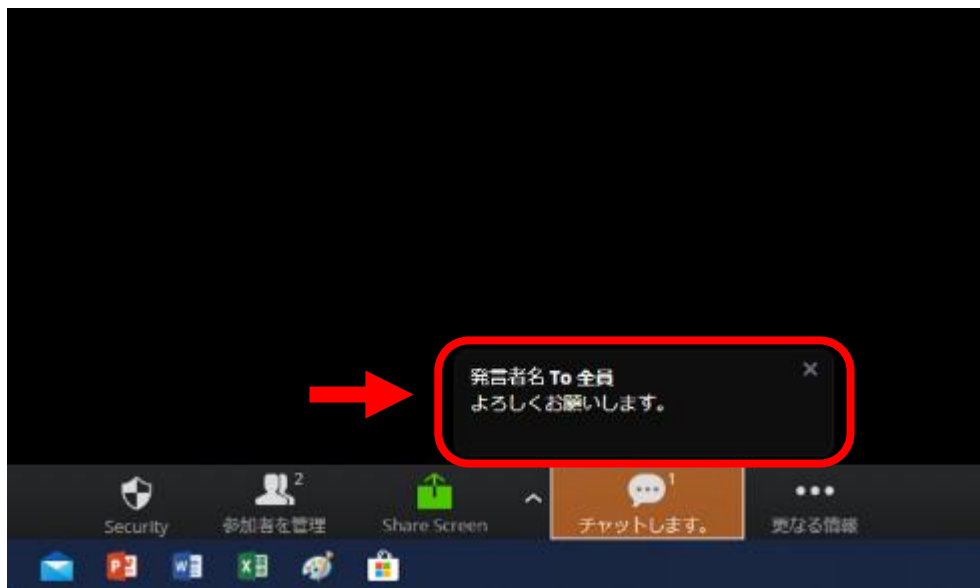 発言者名 To 全員
よろしくお願いします。
2
1
Security
参加者を管理
Share Screen
チャットします。
更なる情報